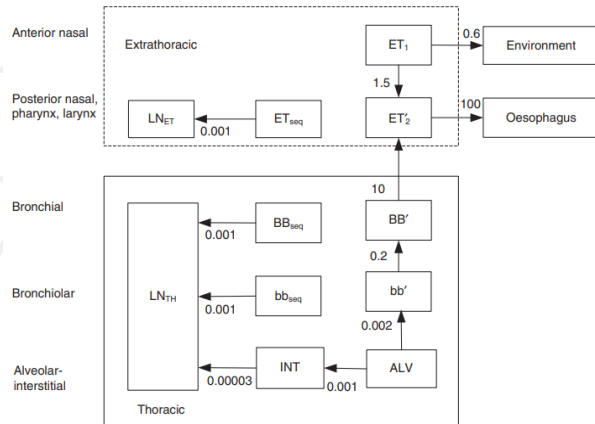 Anterior nasal
Extrathoracic
ET1
0.6
Environment
1.5
Posterior nasal,
pharynx, larynx
LNET
0.001
ETseq
ET′2
100
Oesophagus
10
Bronchial
BBseq
0.001
BB′
0.2
LNTH
Bronchiolar
bbseq
0.001
bb′
0.002
Alveolar-
interstitial
INT
0.00003
ALV
0.001
Thoracic